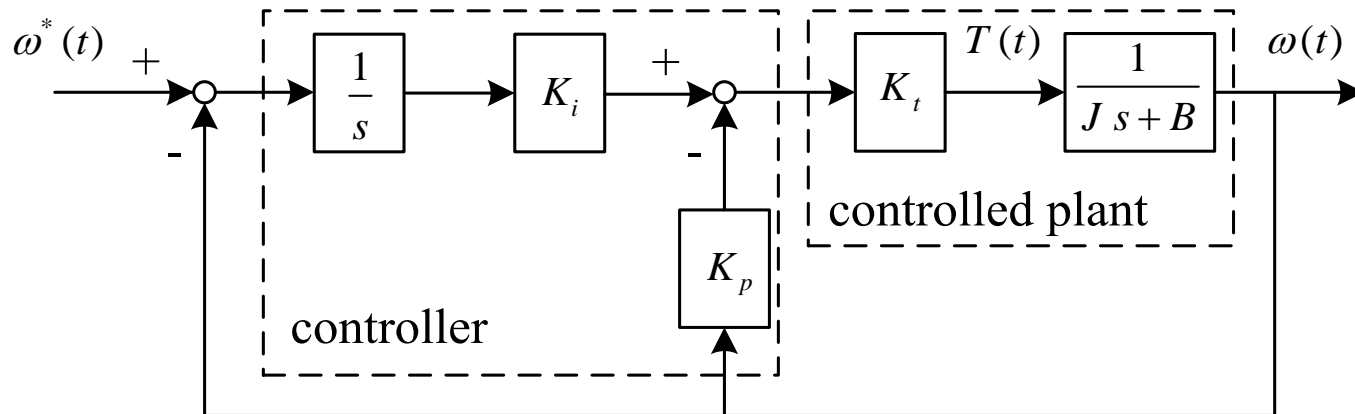 ω*(t)
+
-
1
s
K_i
+
-
K_t
T(t)
1
J s + B
ω(t)
controlled plant
K_p
controller